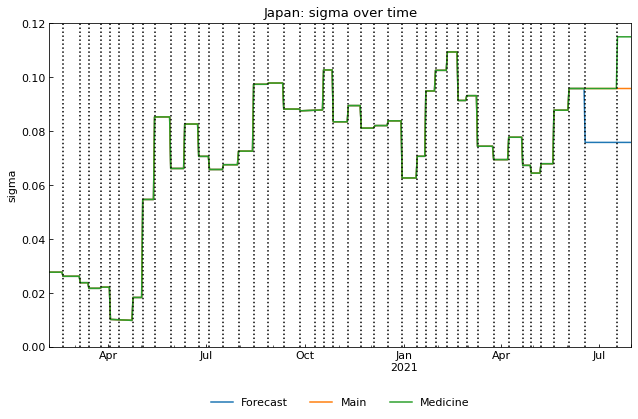 Japan: sigma over time
0.12
0.10
0.08
0.06
0.04
0.02
0.00
sigma
Apr Jul Oct Jan Apr Jul
2021
Forecast Main Medicine